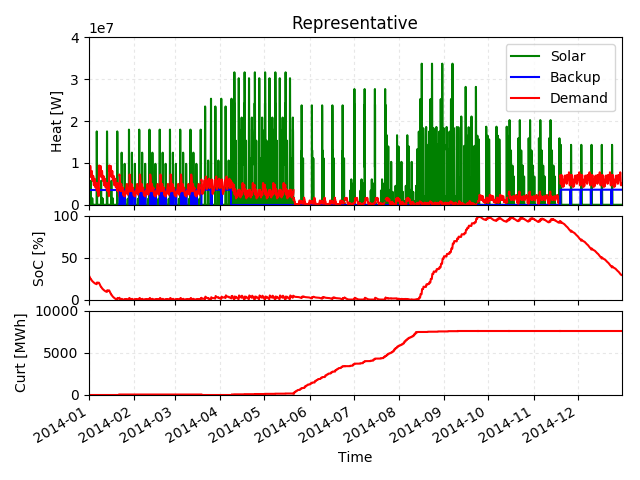 Representative
1e7
4
3
2
1
0
Heat [W]
Solar
Backup
Demand
100
50
0
SoC [%]
10000
5000
0
Curt [MWh]
2014-01
2014-02
2014-03
2014-04
2014-05
2014-06
2014-07
2014-08
2014-09
2014-10
2014-11
2014-12
Time